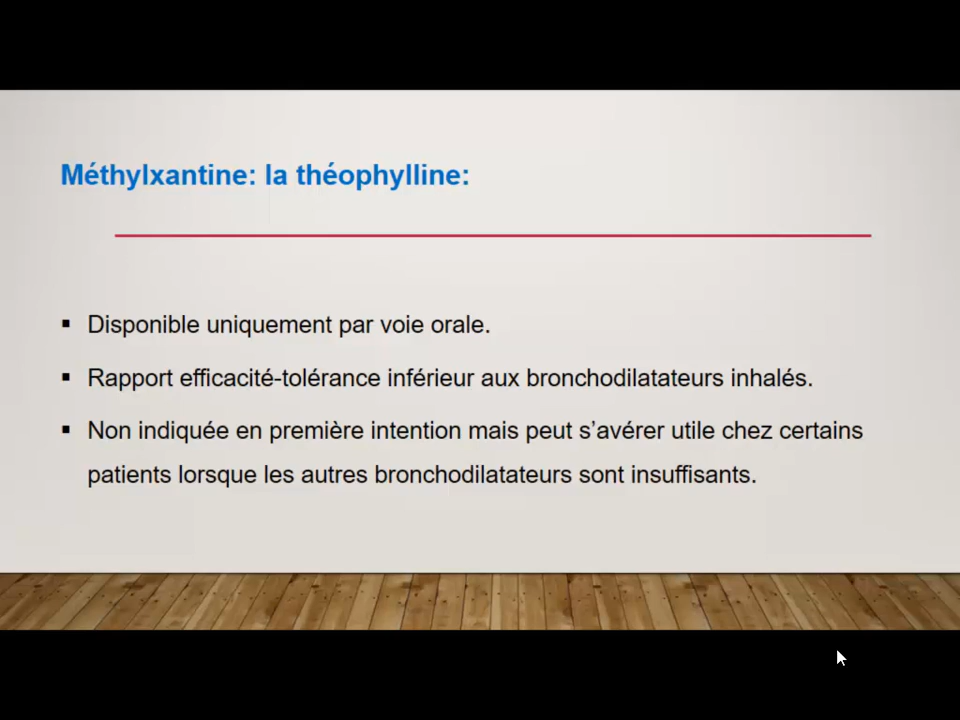 Méthylxantine: la théophylline:
▪ Disponible uniquement par voie orale.
▪ Rapport efficacité-tolérance inférieur aux bronchodilatateurs inhalés.
▪ Non indiquée en première intention mais peut s’avérer utile chez certains
patients lorsque les autres bronchodilatateurs sont insuffisants.